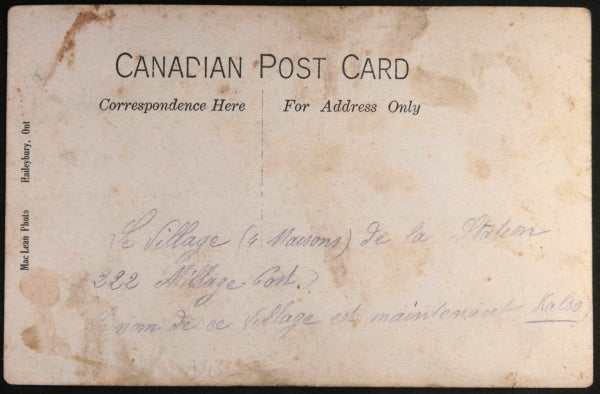 CANADIAN POST CARD
Correspondence Here
For Address Only
Mac Lean Photo Haileybury, Ont
Le Village (4 Maisons) de la Station
322 Millage Post.)
(le nom de ce Village est maintenant Katso)